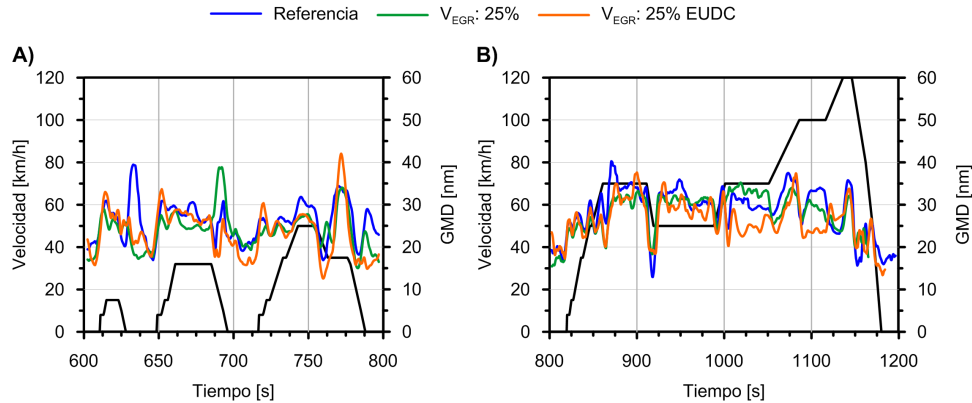 Referencia V_EGR: 25% V_EGR: 25% EUDC
A) B)
120 60 120 60
100 50 100 50
80 40 80 40
60 30 60 30
40 20 40 20
20 10 20 10
0 0 0 0
Velocidad [km/h] GMD [nm] Velocidad [km/h] GMD [nm]
600 650 700 750 800 800 900 1000 1100 1200
Tiempo [s] Tiempo [s]